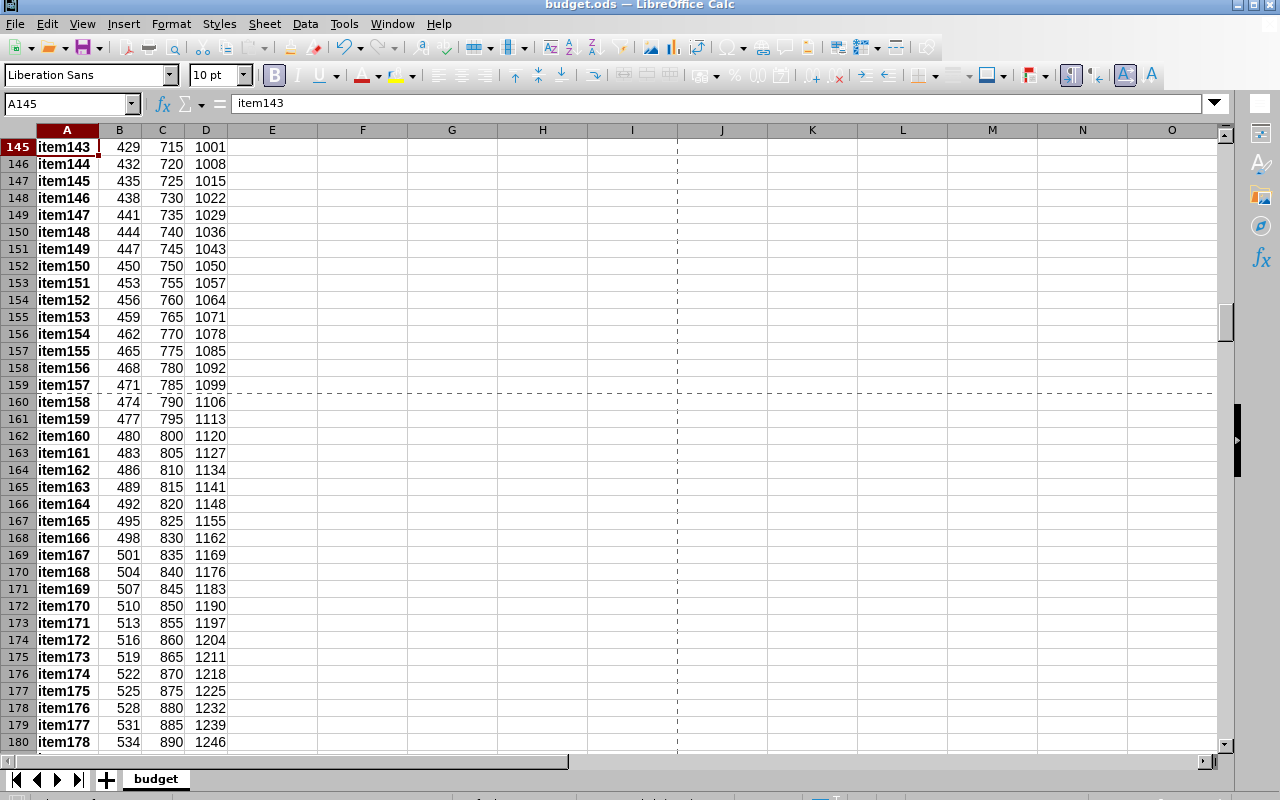 budget.ods — LibreOffice Calc
File Edit View Insert Format Styles Sheet Data Tools Window Help
Liberation Sans 10 pt
A145 item143
A B C D E F G H I J K L M N O
145 item143 429 715 1001
146 item144 432 720 1008
147 item145 435 725 1015
148 item146 438 730 1022
149 item147 441 735 1029
150 item148 444 740 1036
151 item149 447 745 1043
152 item150 450 750 1050
153 item151 453 755 1057
154 item152 456 760 1064
155 item153 459 765 1071
156 item154 462 770 1078
157 item155 465 775 1085
158 item156 468 780 1092
159 item157 471 785 1099
160 item158 474 790 1106
161 item159 477 795 1113
162 item160 480 800 1120
163 item161 483 805 1127
164 item162 486 810 1134
165 item163 489 815 1141
166 item164 492 820 1148
167 item165 495 825 1155
168 item166 498 830 1162
169 item167 501 835 1169
170 item168 504 840 1176
171 item169 507 845 1183
172 item170 510 850 1190
173 item171 513 855 1197
174 item172 516 860 1204
175 item173 519 865 1211
176 item174 522 870 1218
177 item175 525 875 1225
178 item176 528 880 1232
179 item177 531 885 1239
180 item178 534 890 1246
budget